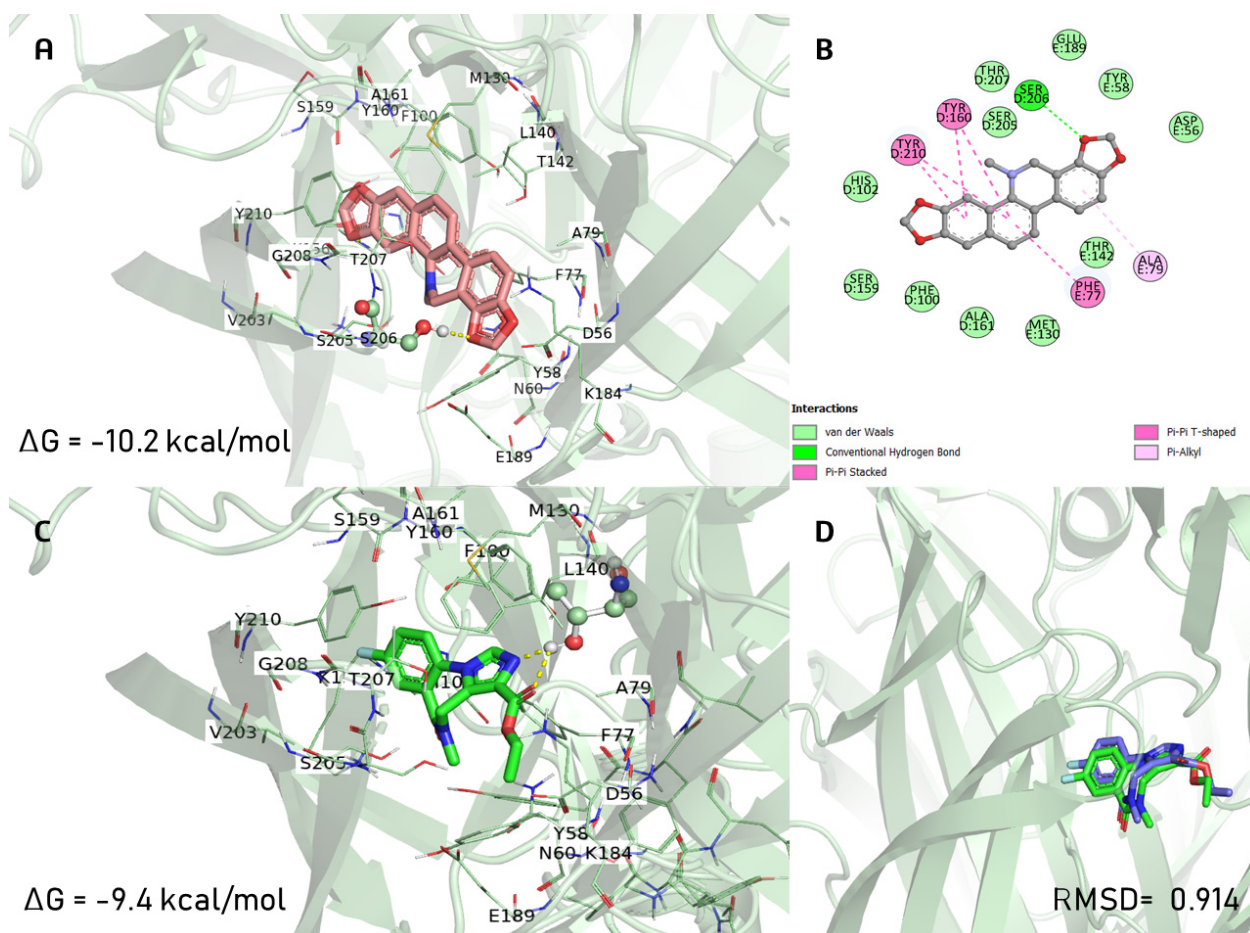 A
M130
A161
S159
Y160
F100
L140
T142
Y210
A79
G208
T207
F77
V203
S205
S206
D56
Y58
N60
K184
E189
ΔG = -10.2 kcal/mol
B
GLU
E:189
THR
D:207
TYR
E:58
SER
D:206
TYR
D:160
SER
D:205
ASP
E:56
TYR
D:210
HIS
D:102
THR
E:142
ALA
E:79
SER
D:159
PHE
D:100
PHE
E:77
ALA
D:161
MET
E:130
Interactions
van der Waals
Conventional Hydrogen Bond
Pi-Pi Stacked
Pi-Pi T-shaped
Pi-Alkyl
C
A161
M130
S159
Y160
F100
L140
Y210
G208
T207
A79
V203
S205
F77
D56
Y58
N60
K184
E189
ΔG = -9.4 kcal/mol
D
RMSD= 0.914